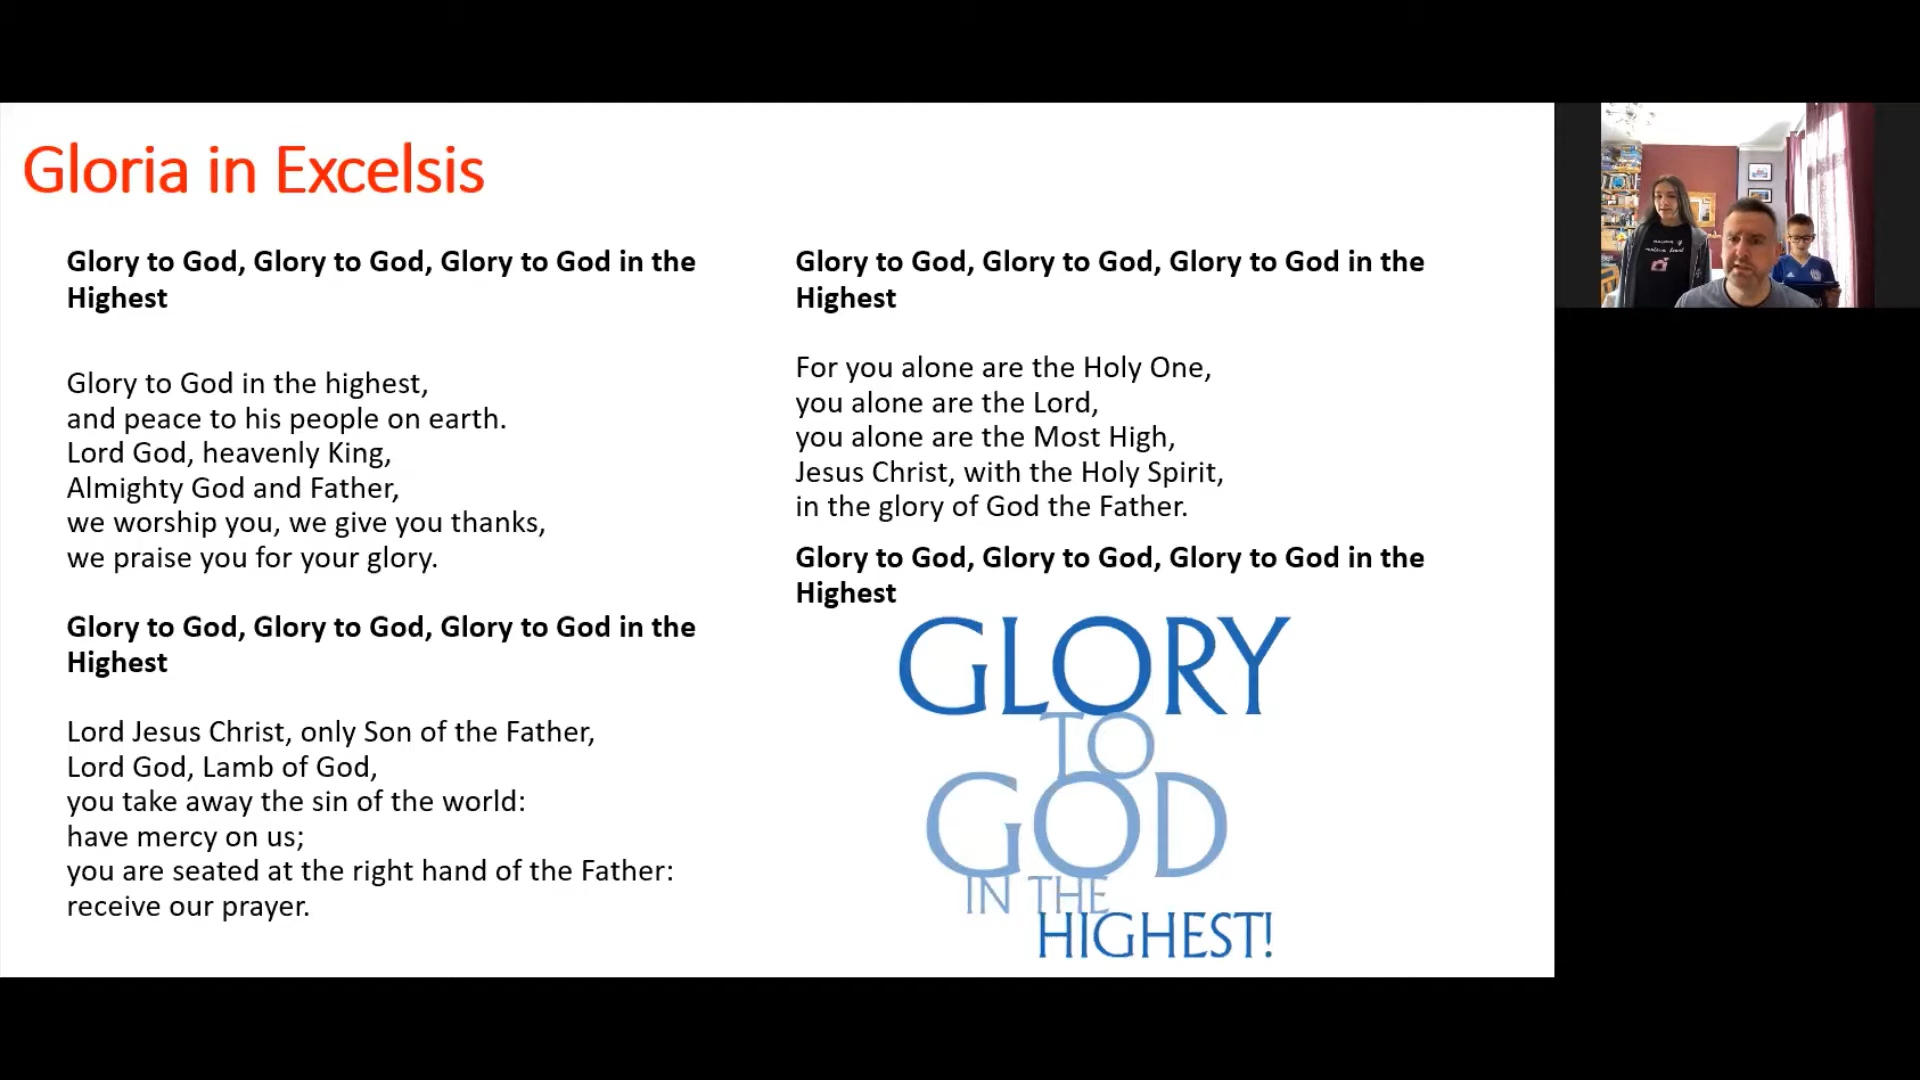 Gloria in Excelsis
Glory to God, Glory to God, Glory to God in the
Highest
Glory to God in the highest,
and peace to his people on earth.
Lord God, heavenly King,
Almighty God and Father,
we worship you, we give you thanks,
we praise you for your glory.
Glory to God, Glory to God, Glory to God in the
Highest
Lord Jesus Christ, only Son of the Father,
Lord God, Lamb of God,
you take away the sin of the world:
have mercy on us;
you are seated at the right hand of the Father:
receive our prayer.
Glory to God, Glory to God, Glory to God in the
Highest
For you alone are the Holy One,
you alone are the Lord,
you alone are the Most High,
Jesus Christ, with the Holy Spirit,
in the glory of God the Father.
Glory to God, Glory to God, Glory to God in the
Highest
GLORY
TO
GOD
IN THE
HIGHEST!